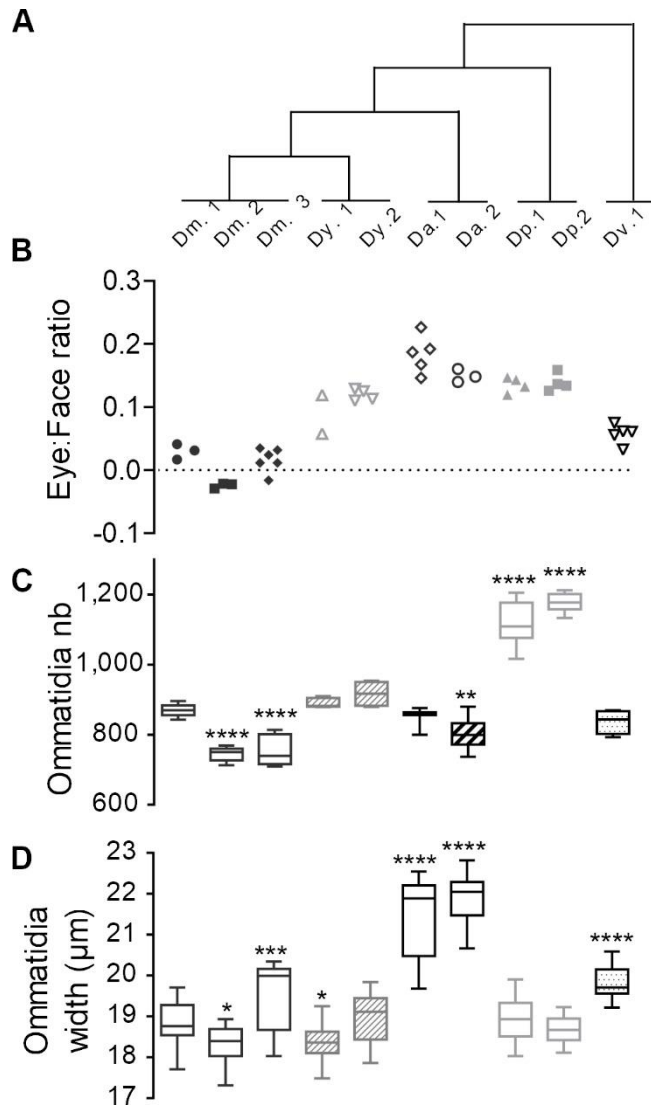 A
Dm. 1 Dm. 2 Dm. 3 Dy. 1 Dy. 2 Da. 1 Da. 2 Dp. 1 Dp. 2 Dv. 1
B
Eye:Face ratio
0.3
0.2
0.1
0.0
-0.1
C
Ommatidia nb
1,200
1,000
800
600
**** **** ** **** ****
D
Ommatidia
width (μm)
23
22
21
20
19
18
17
* *** * **** **** ****